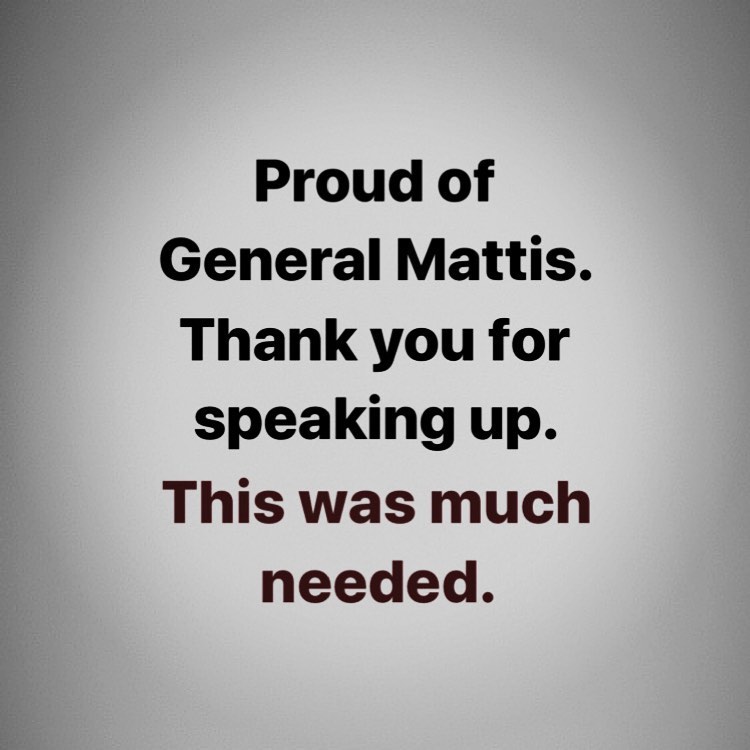 Proud of
General Mattis.
Thank you for
speaking up.
This was much
needed.